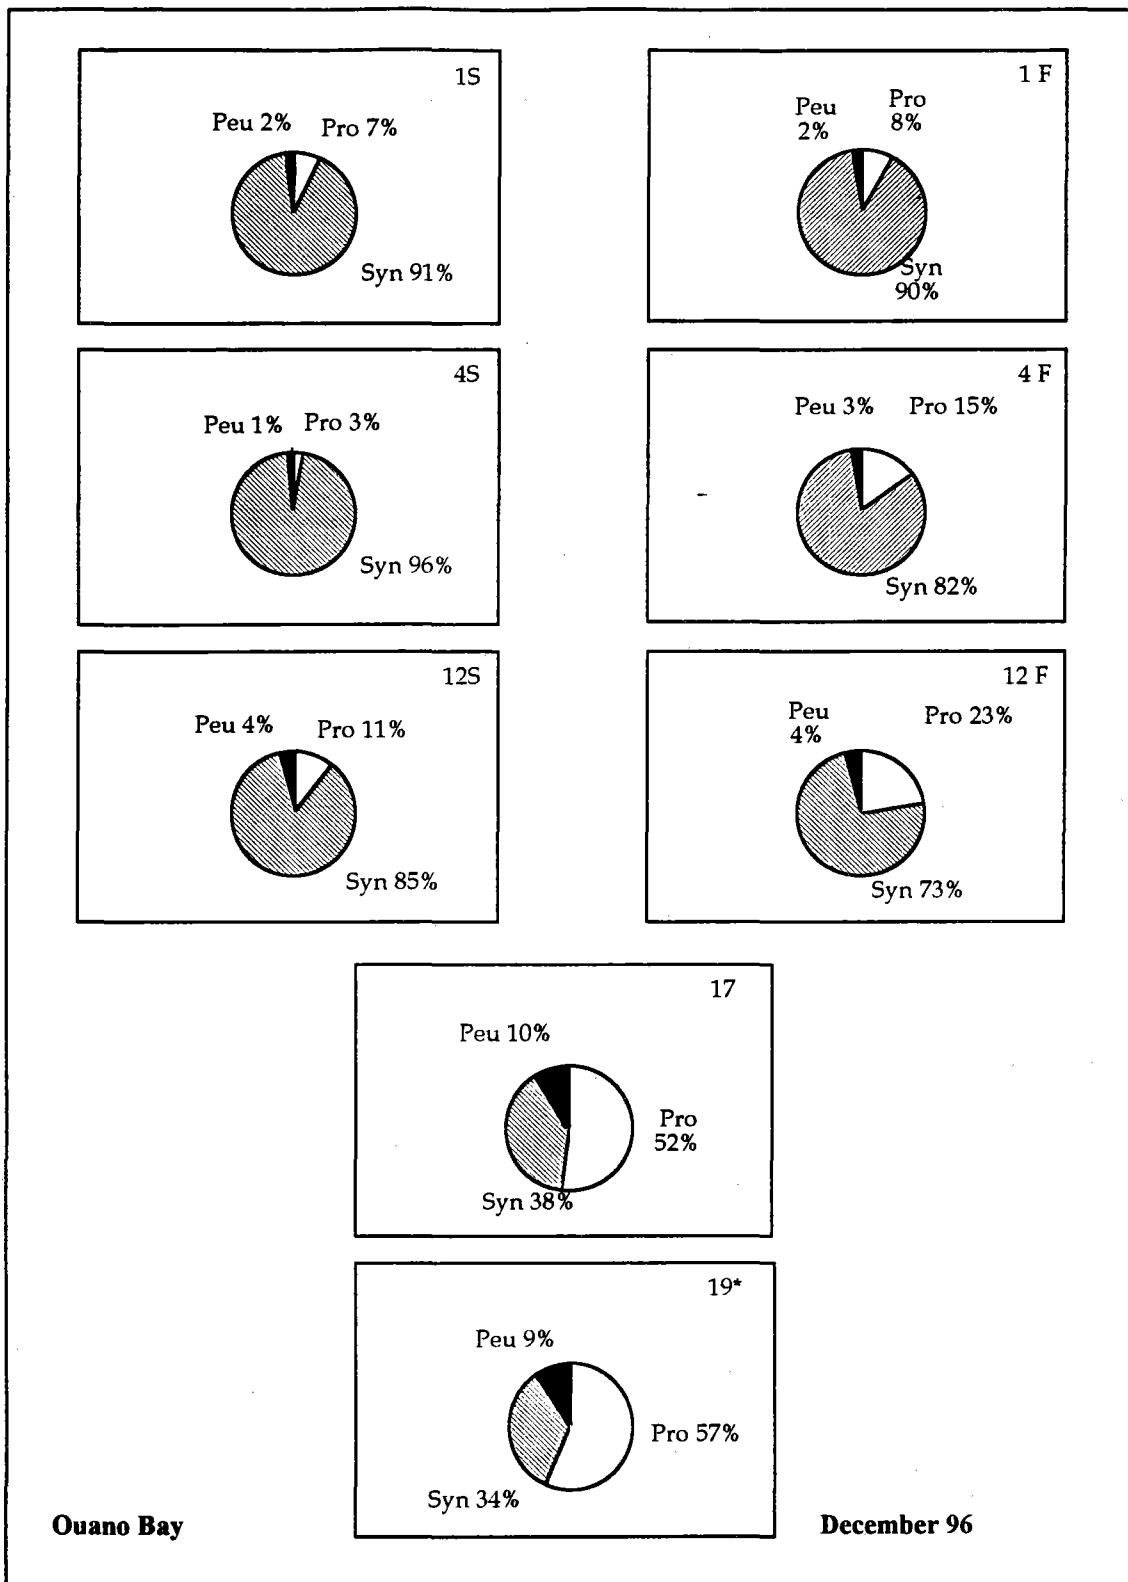 1S
Peu 2% Pro 7%
Syn 91%
1 F
Peu
2%
Pro
8%
Syn
90%
4S
Peu 1% Pro 3%
Syn 96%
4 F
Peu 3% Pro 15%
Syn 82%
12S
Peu 4% Pro 11%
Syn 85%
12 F
Peu
4%
Pro 23%
Syn 73%
17
Peu 10%
Pro
52%
Syn 38%
19*
Peu 9%
Pro 57%
Syn 34%
Ouano Bay
December 96